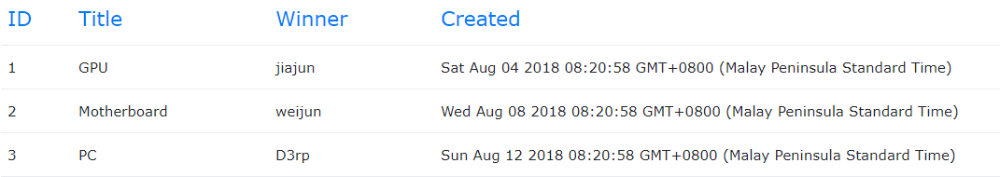 ID Title Winner Created
1 GPU jiajun Sat Aug 04 2018 08:20:58 GMT+0800 (Malay Peninsula Standard Time)
2 Motherboard weijun Wed Aug 08 2018 08:20:58 GMT+0800 (Malay Peninsula Standard Time)
3 PC D3rp Sun Aug 12 2018 08:20:58 GMT+0800 (Malay Peninsula Standard Time)